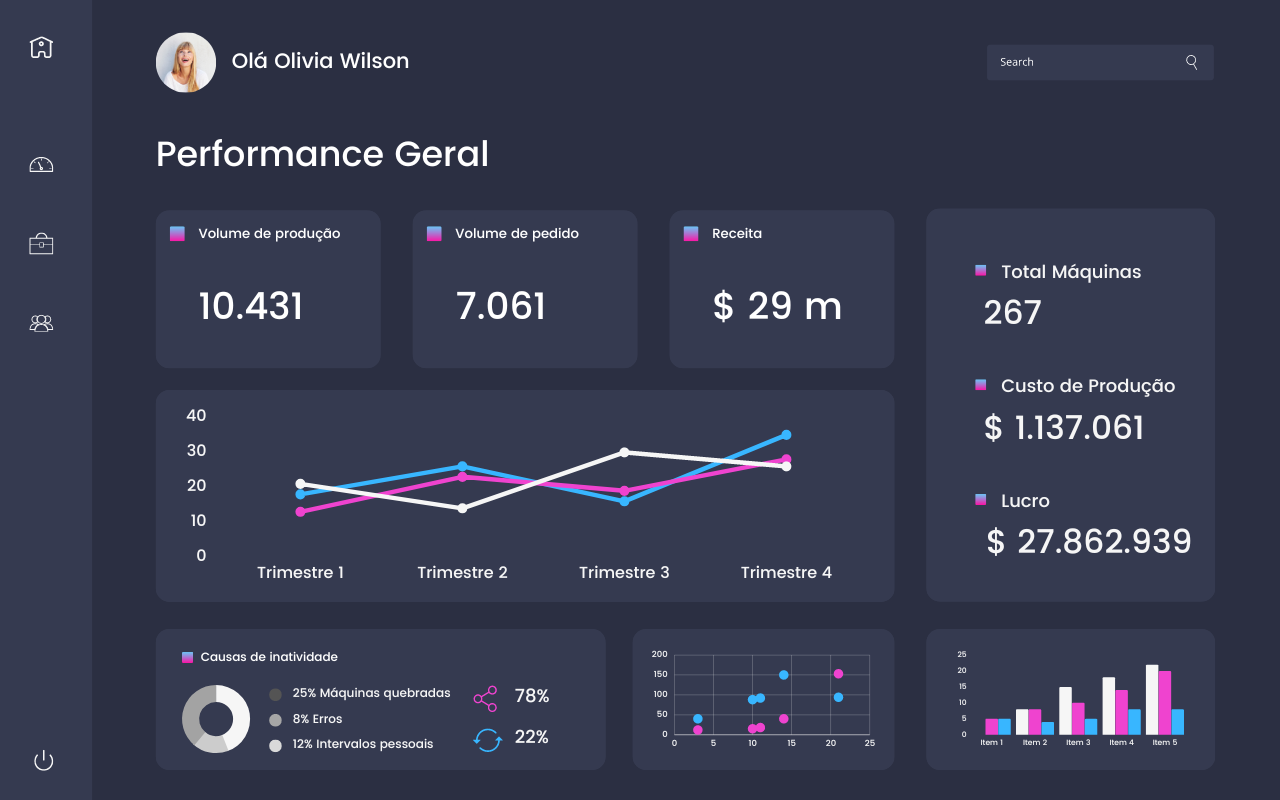 Olá Olivia Wilson
Search
Performance Geral
Volume de produção
10.431
Volume de pedido
7.061
Receita
$ 29 m
Total Máquinas
267
Custo de Produção
$ 1.137.061
Lucro
$ 27.862.939
40
30
20
10
0
Trimestre 1 Trimestre 2 Trimestre 3 Trimestre 4
Causas de inatividade
25% Máquinas quebradas
8% Erros
12% Intervalos pessoais
78%
22%
200
150
100
50
0
0 5 10 15 20 25
25
20
15
10
5
0
Item 1 Item 2 Item 3 Item 4 Item 5